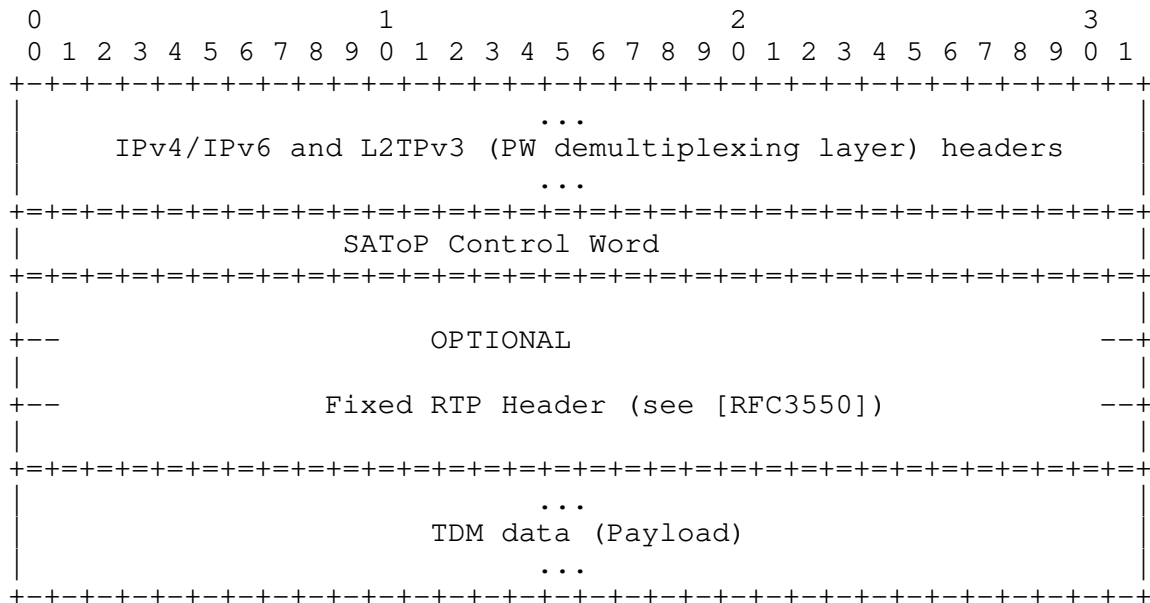 0                   1                   2                   3
 0 1 2 3 4 5 6 7 8 9 0 1 2 3 4 5 6 7 8 9 0 1 2 3 4 5 6 7 8 9 0 1
+-+-+-+-+-+-+-+-+-+-+-+-+-+-+-+-+-+-+-+-+-+-+-+-+-+-+-+-+-+-+-+-+
|                             ...                               |
|     IPv4/IPv6 and L2TPv3 (PW demultiplexing layer) headers    |
|                             ...                               |
+=+=+=+=+=+=+=+=+=+=+=+=+=+=+=+=+=+=+=+=+=+=+=+=+=+=+=+=+=+=+=+=+
|                  SAToP Control Word                           |
+=+=+=+=+=+=+=+=+=+=+=+=+=+=+=+=+=+=+=+=+=+=+=+=+=+=+=+=+=+=+=+=+
|                                                               |
+--                     OPTIONAL                              --+
|                                                               |
+--               Fixed RTP Header (see [RFC3550])            --+
|                                                               |
+=+=+=+=+=+=+=+=+=+=+=+=+=+=+=+=+=+=+=+=+=+=+=+=+=+=+=+=+=+=+=+=+
|                             ...                               |
|                       TDM data (Payload)                      |
|                             ...                               |
+-+-+-+-+-+-+-+-+-+-+-+-+-+-+-+-+-+-+-+-+-+-+-+-+-+-+-+-+-+-+-+-+